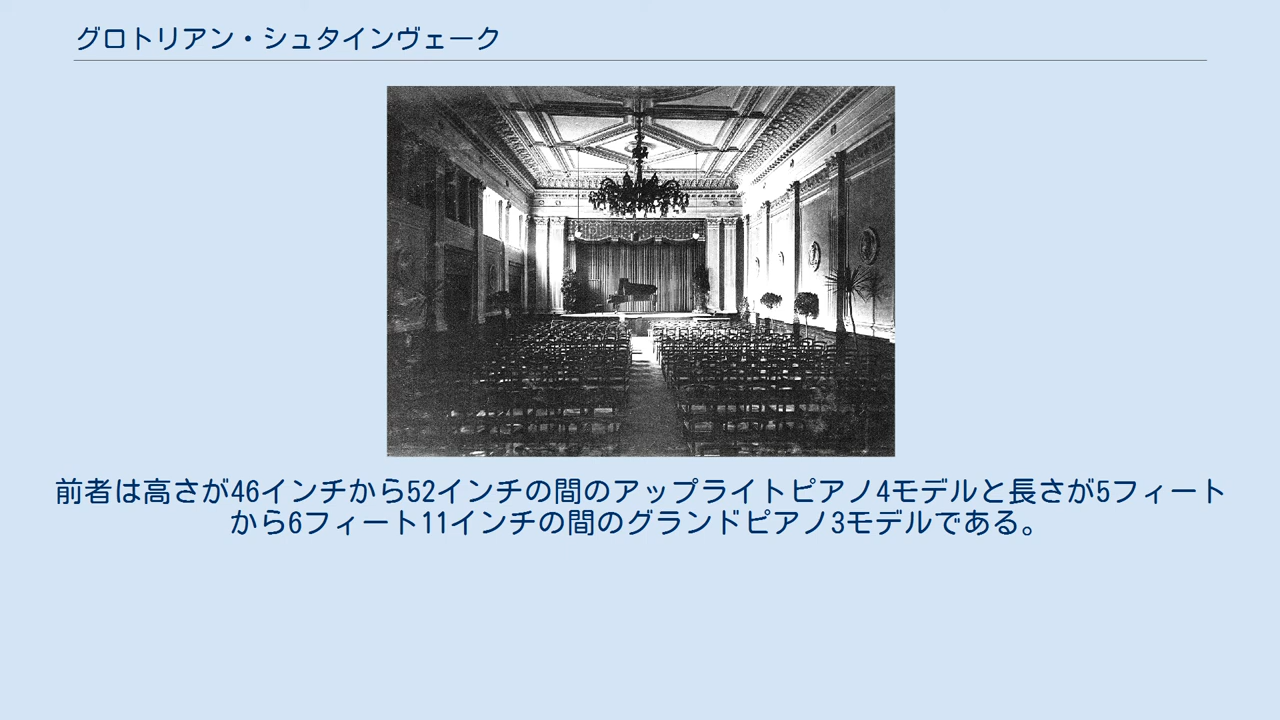 グロトリアン・シュタインヴェーク
前者は高さが46インチから52インチの間のアップライトピアノ4モデルと長さが5フィート
から6フィート11インチの間のグランドピアノ3モデルである。